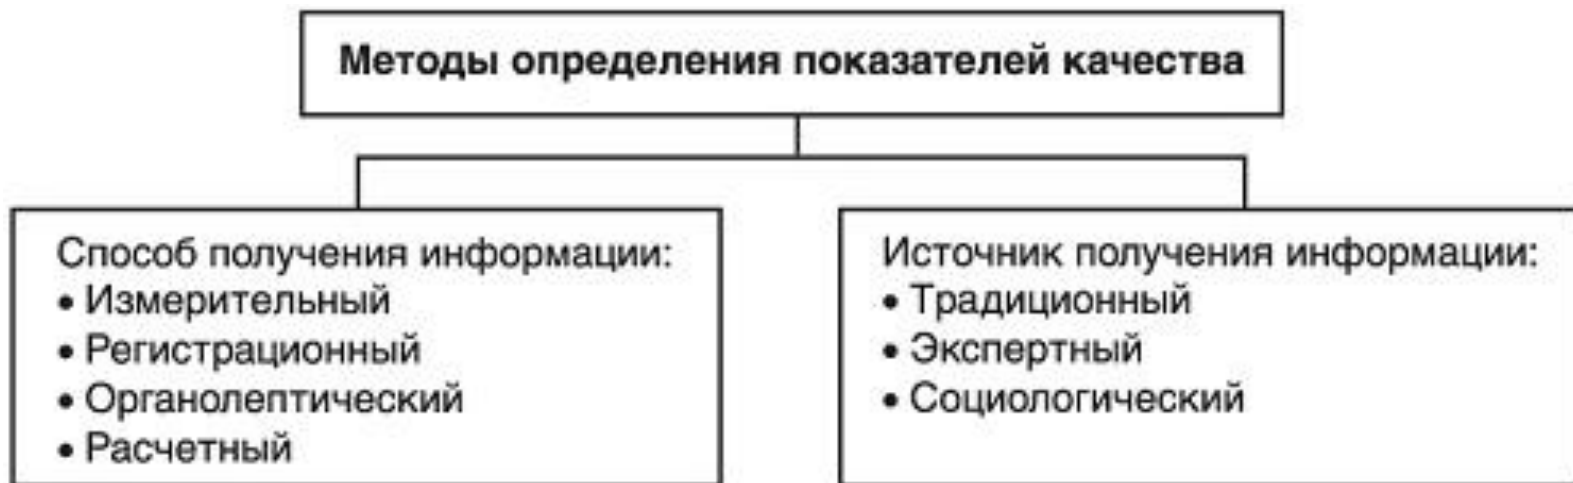 Методы определения показателей качества
Способ получения информации:
• Измерительный
• Регистрационный
• Органолептический
• Расчетный
Источник получения информации:
• Традиционный
• Экспертный
• Социологический